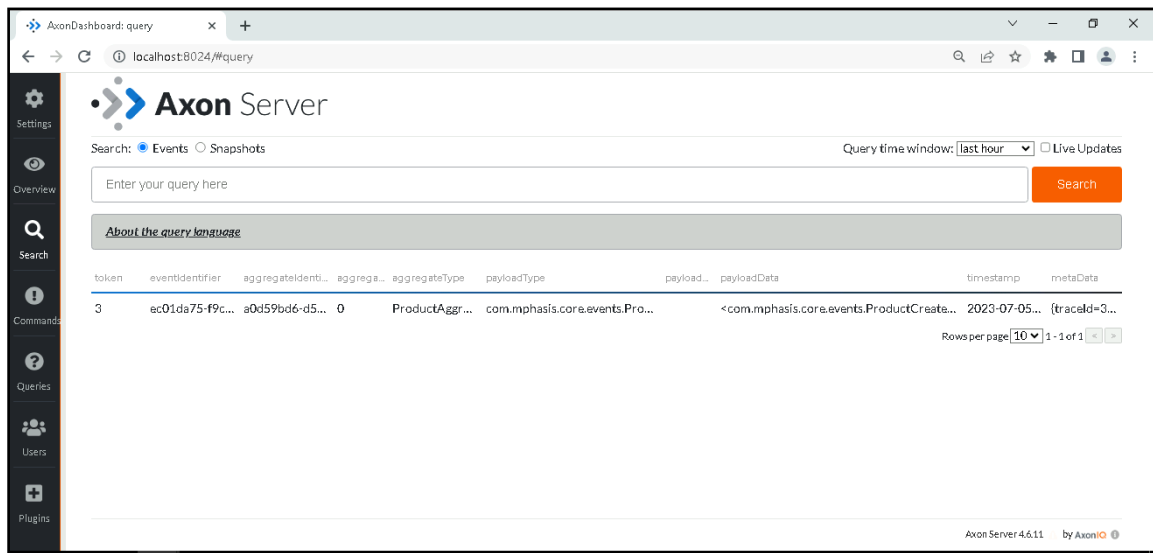 AxonDashboard: query
localhost:8024/#query
Settings
Overview
Search
Commands
Queries
Users
Plugins
Axon Server
Search: Events Snapshots Query time window: last hour Live Updates
Enter your query here Search
About the query language
token eventIdentifier aggregateIdenti... aggrega... aggregateType payloadType payload... payloadData timestamp metaData
3 ec01da75-f9c... a0d59bd6-d5... 0 ProductAggr... com.mphasis.core.events.Pro... <com.mphasis.core.events.ProductCreate... 2023-07-05... {traceId=3...
Rows per page 10 1 - 1 of 1 < >
Axon Server 4.6.11 by AxonIQ